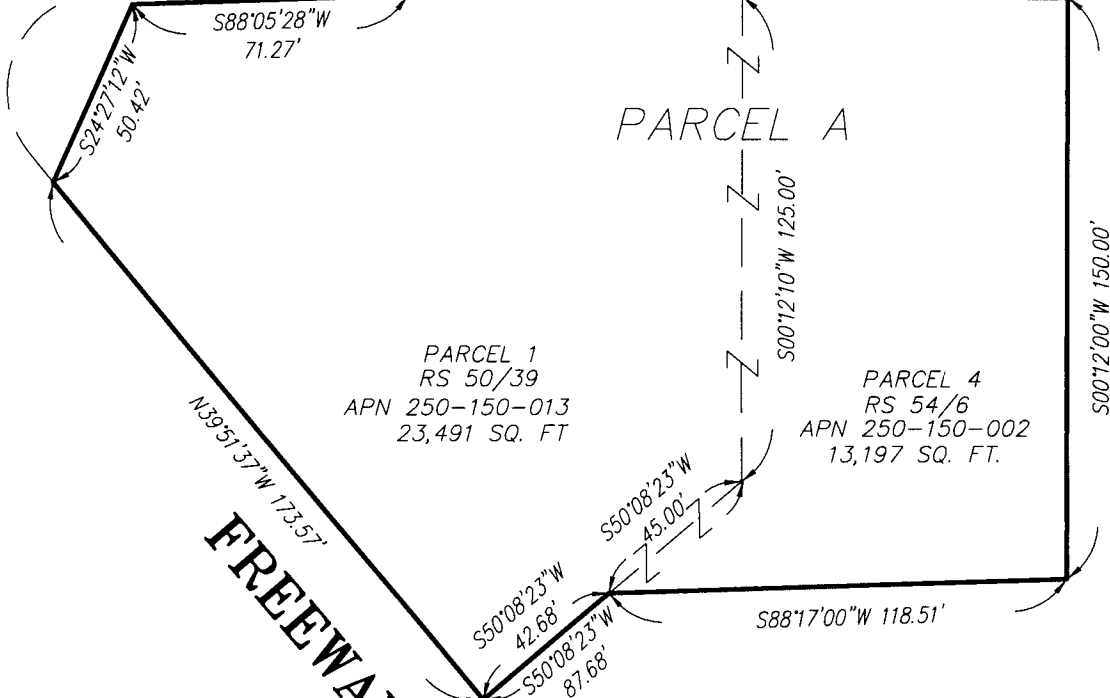 S88°05'28"W
71.27'
S24°27'12"W
50.42'
PARCEL A
S00°12'10"W 125.00'
S00°12'00"W 150.00'
PARCEL 1
RS 50/39
APN 250-150-013
23,491 SQ. FT
PARCEL 4
RS 54/6
APN 250-150-002
13,197 SQ. FT.
N39°51'37"W 173.57'
S50°08'23"W
45.00'
S50°08'23"W
42.68'
S50°08'23"W
87.68'
S88°17'00"W 118.51'